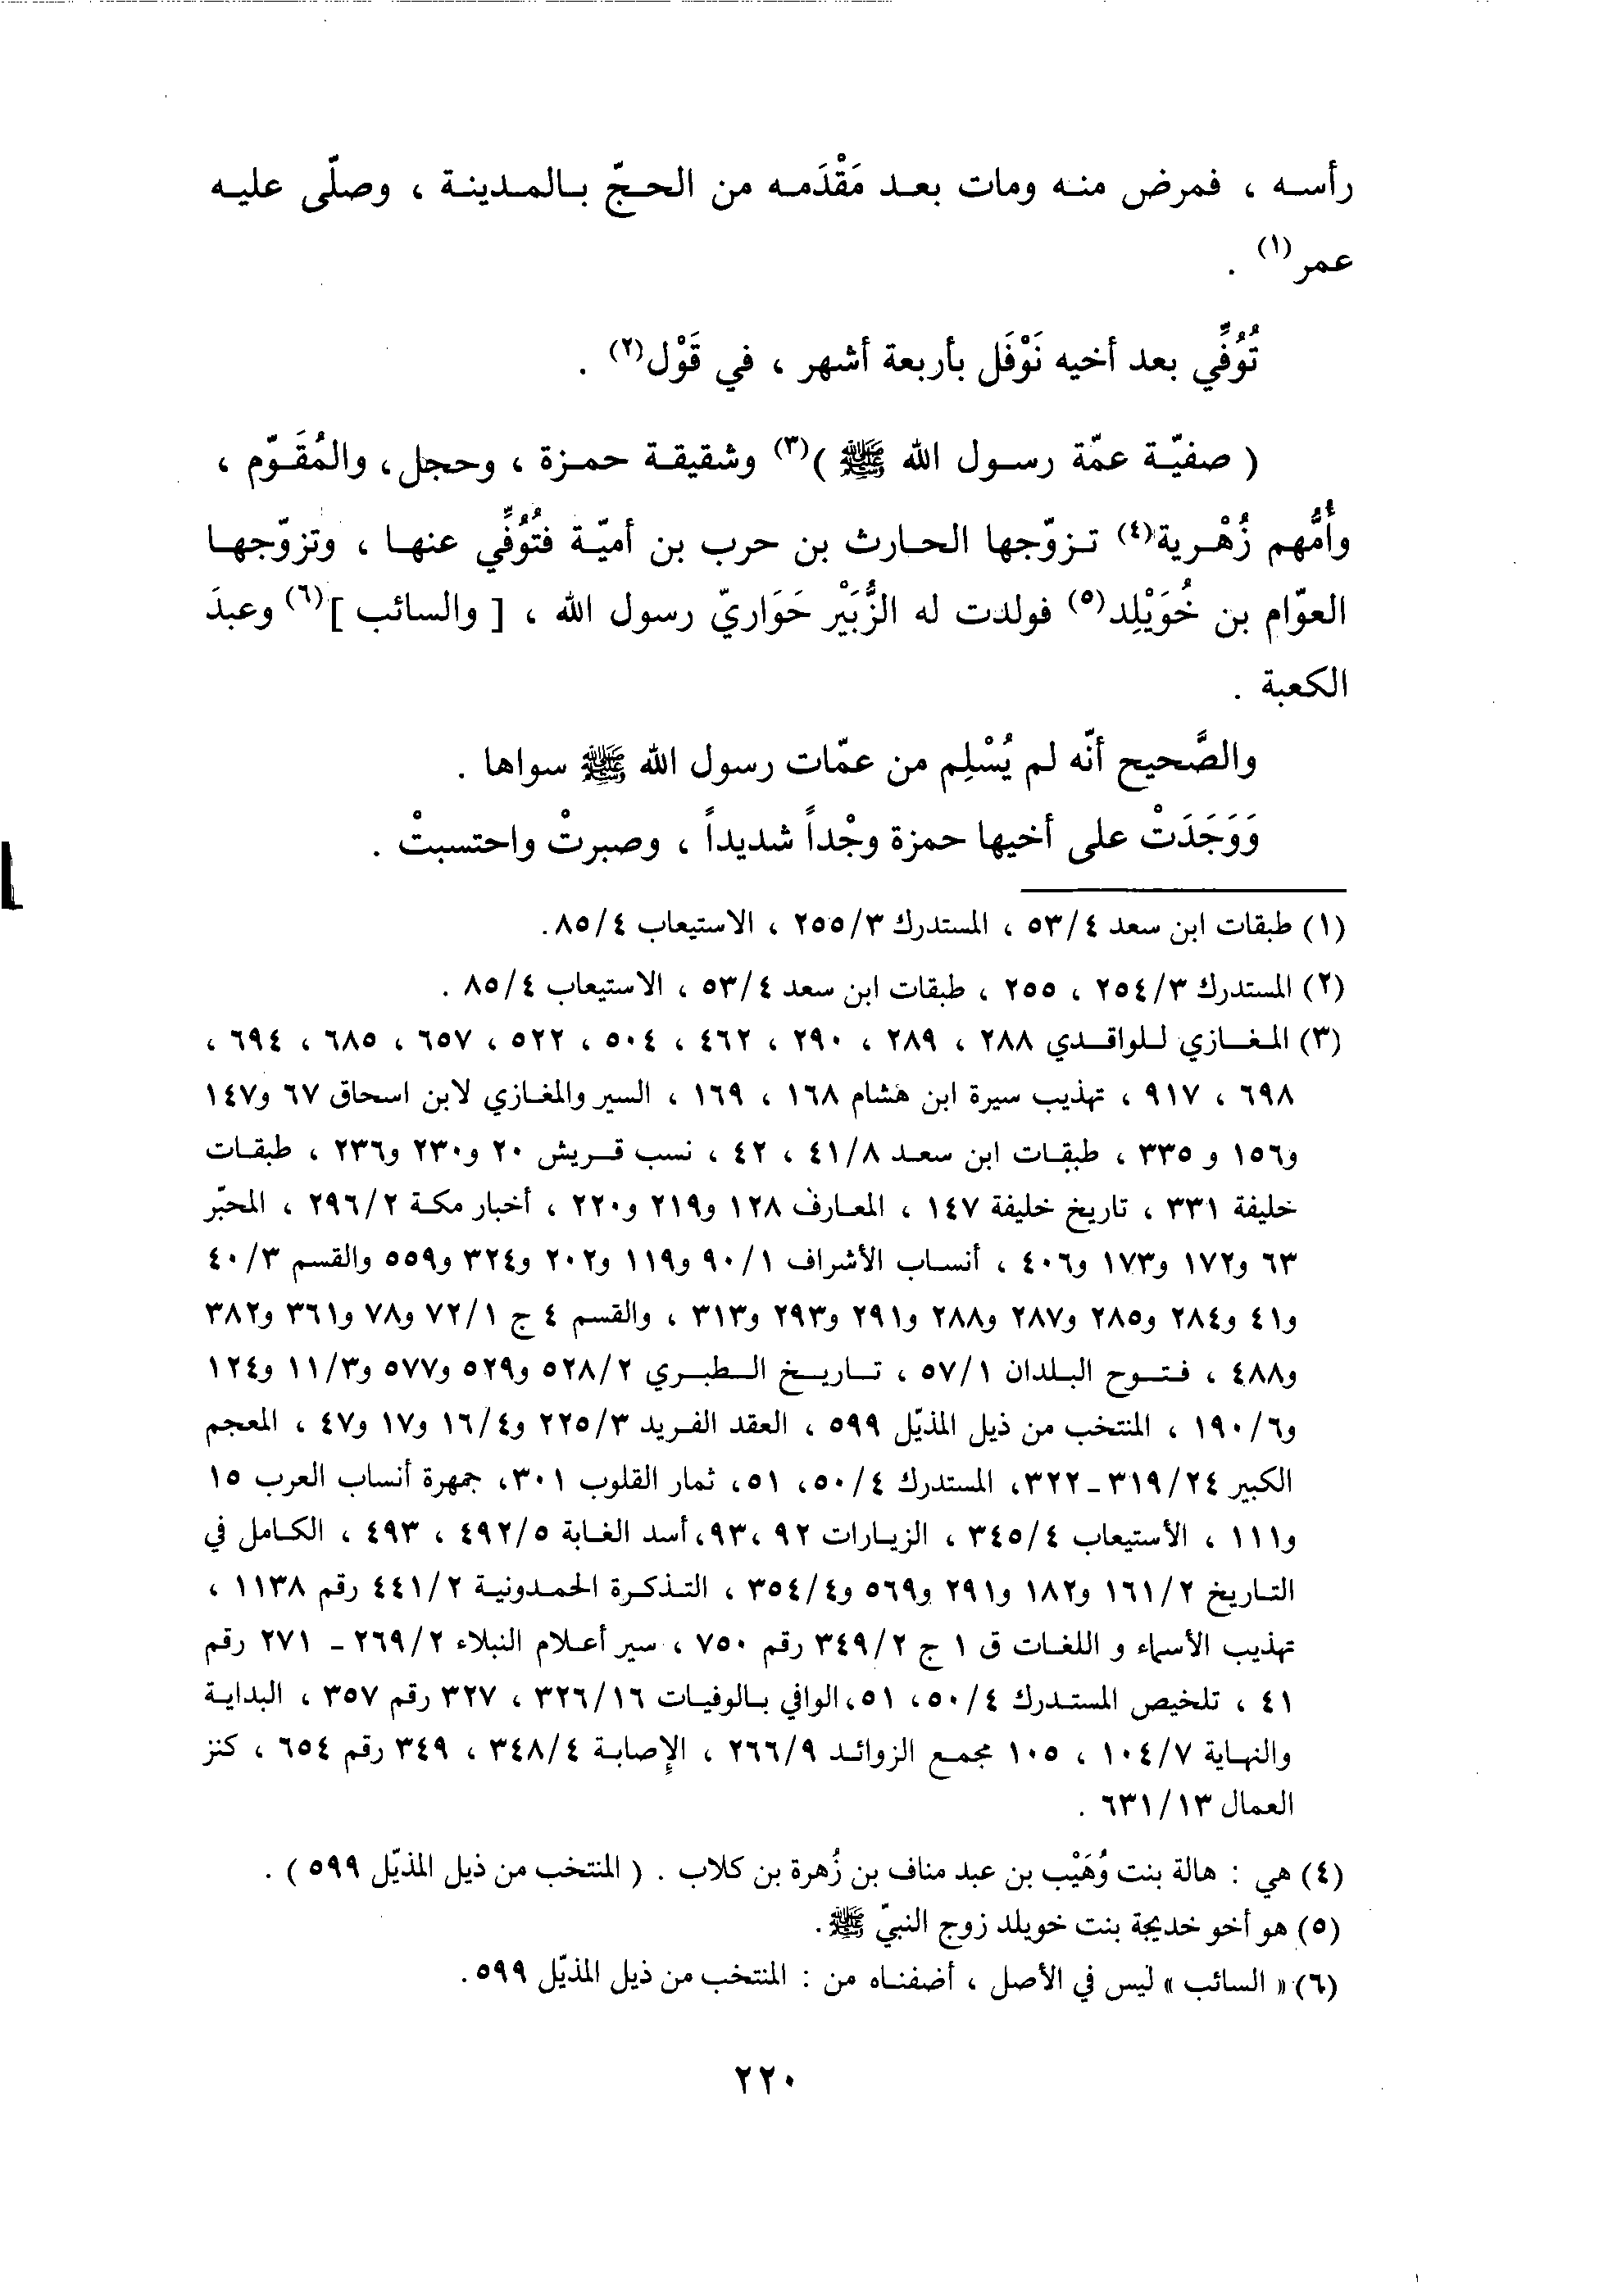 رأسه ، فمرض منه ومات بعد مَقْدَمه من الحجّ بالمدينة ، وصلّى عليه
عمر(١) .
تُوُفِّي بعد أخيه نَوْفَل بأربعة أشهر ، في قَوْل(٢) .
( صفيّة عمّة رسول الله ﷺ )(٣) وشقيقة حمزة ، وحجل، والمُقَوّم ،
وأُمُّهم زُهْرية(٤) تزوّجها الحارث بن حرب بن أميّة فتُوُفِّي عنها ، وتزوّجها
العوّام بن خُوَيْلِد(٥) فولدت له الزُّبَيْر حَوَاريّ رسول الله ، [ والسائب ](٦) وعبدَ
الكعبة .
والصَّحيح أنّه لم يُسْلِم من عمّات رسول الله ﷺ سواها .
وَوَجَدَتْ على أخيها حمزة وجْداً شديداً ، وصبرتْ واحتسبتْ .
(١) طبقات ابن سعد ٥٣/٤ ، المستدرك ٢٥٥/٣ ، الاستيعاب ٨٥/٤.
(٢) المستدرك ٢٥٤/٣ ، ٢٥٥ ، طبقات ابن سعد ٥٣/٤ ، الاستيعاب ٨٥/٤ .
(٣) المغازي للواقدي ٢٨٨ ، ٢٨٩ ، ٢٩٠ ، ٤٦٢ ، ٥٠٤ ، ٥٢٢ ، ٦٥٧ ، ٦٨٥ ، ٦٩٤ ،
٦٩٨ ، ٩١٧ ، تهذيب سيرة ابن هشام ١٦٨ ، ١٦٩ ، السير والمغازي لابن اسحاق ٦٧ و١٤٧
و١٥٦ و ٣٣٥ ، طبقات ابن سعد ٤١/٨ ، ٤٢ ، نسب قريش ٢٠ و٢٣٠ و٢٣٦ ، طبقات
خليفة ٣٣١ ، تاريخ خليفة ١٤٧ ، المعارف ١٢٨ و٢١٩ و٢٢٠ ، أخبار مكة ٢٩٦/٢ ، المحبّر
٦٣ و١٧٢ و١٧٣ و٤٠٦ ، أنساب الأشراف ٩٠/١ و١١٩ و٢٠٢ و٣٢٤ و٥٥٩ والقسم ٤٠/٣
و٤١ و٢٨٤ و٢٨٥ و٢٨٧ و٢٨٨ و٢٩١ و٢٩٣ و٣١٣ ، والقسم ٤ ج ٧٢/١ و٧٨ و٣٦١ و٣٨٢
و٤٨٨ ، فتوح البلدان ٥٧/١ ، تاريخ الطبري ٥٢٨/٢ و٥٢٩ و٥٧٧ و١١/٣ و١٢٤
و١٩٠/٦ ، المنتخب من ذيل المذيّل ٥٩٩ ، العقد الفريد ٢٢٥/٣ و١٦/٤ و١٧ و٤٧ ، المعجم
الكبير ٣١٩/٢٤ - ٣٢٢، المستدرك ٥٠/٤، ٥١، ثمار القلوب ٣٠١، جمهرة أنساب العرب ١٥
و١١١ ، الأستيعاب ٣٤٥/٤ ، الزيارات ٩٢ ،٩٣، أسد الغابة ٤٩٢/٥ ، ٤٩٣ ، الكامل في
التاريخ ١٦١/٢ و١٨٢ و٢٩١ و٥٦٩ و٣٥٤/٤ ، التذكرة الحمدونية ٤٤١/٢ رقم ١١٣٨ ،
تهذيب الأسماء و اللغات ق ١ ج ٣٤٩/٢ رقم ٧٥٠ ، سير أعلام النبلاء ٢٦٩/٢ - ٢٧١ رقم
٤١ ، تلخيص المستدرك ٥٠/٤، ٥١، الوافي بالوفيات ٣٢٦/١٦ ، ٣٢٧ رقم ٣٥٧ ، البداية
والنهاية ١٠٤/٧ ، ١٠٥ مجمع الزوائد ٢٦٦/٩ ، الإصابة ٣٤٨/٤ ، ٣٤٩ رقم ٦٥٤ ، كنز
العمال ٦٣١/١٣ .
(٤) هي : هالة بنت وُهَيْب بن عبد مناف بن زُهرة بن كلاب . ( المنتخب من ذيل المذيّل ٥٩٩ ) .
(٥) هو أخو خديجة بنت خويلد زوج النبيّ ﷺ.
(٦) « السائب » ليس في الأصل ، أضفناه من : المنتخب من ذيل المذيّل ٥٩٩.
٢٢٠